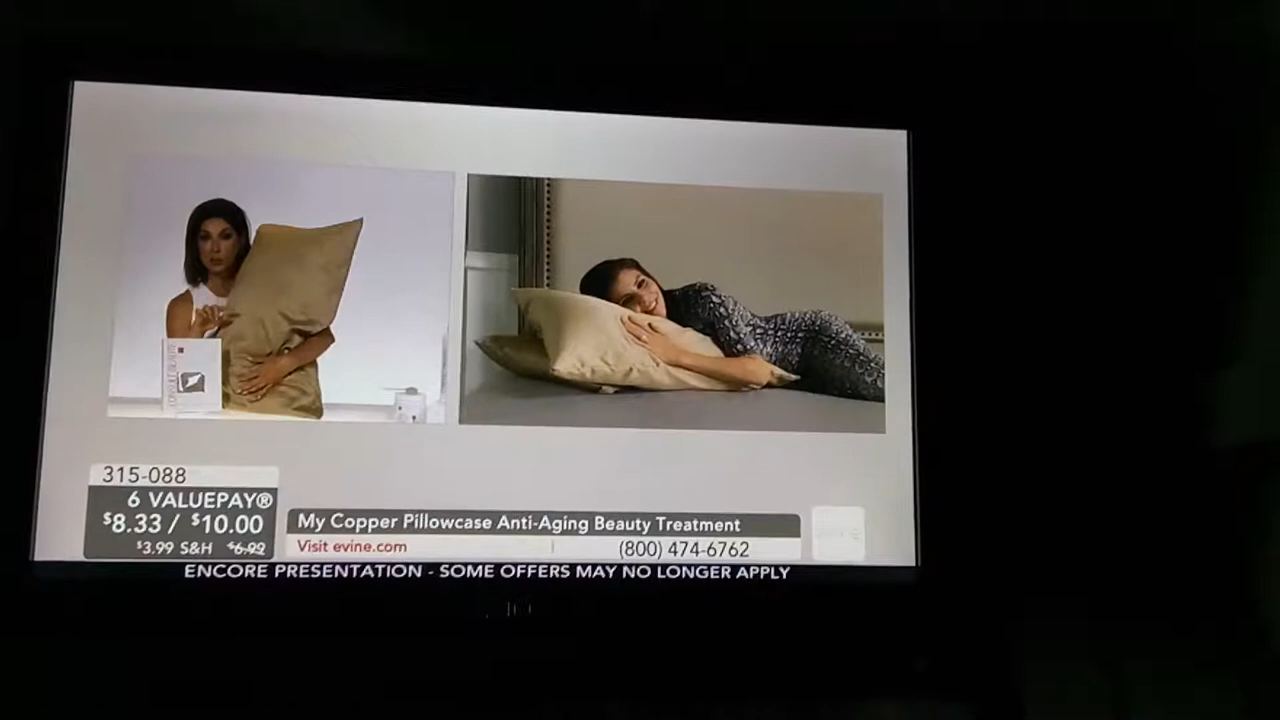 315-088
6 VALUEPAY®
$8.33 / $10.00
$3.99 S&H $6.99
My Copper Pillowcase Anti-Aging Beauty Treatment
Visit evine.com
(800) 474-6762
ENCORE PRESENTATION - SOME OFFERS MAY NO LONGER APPLY